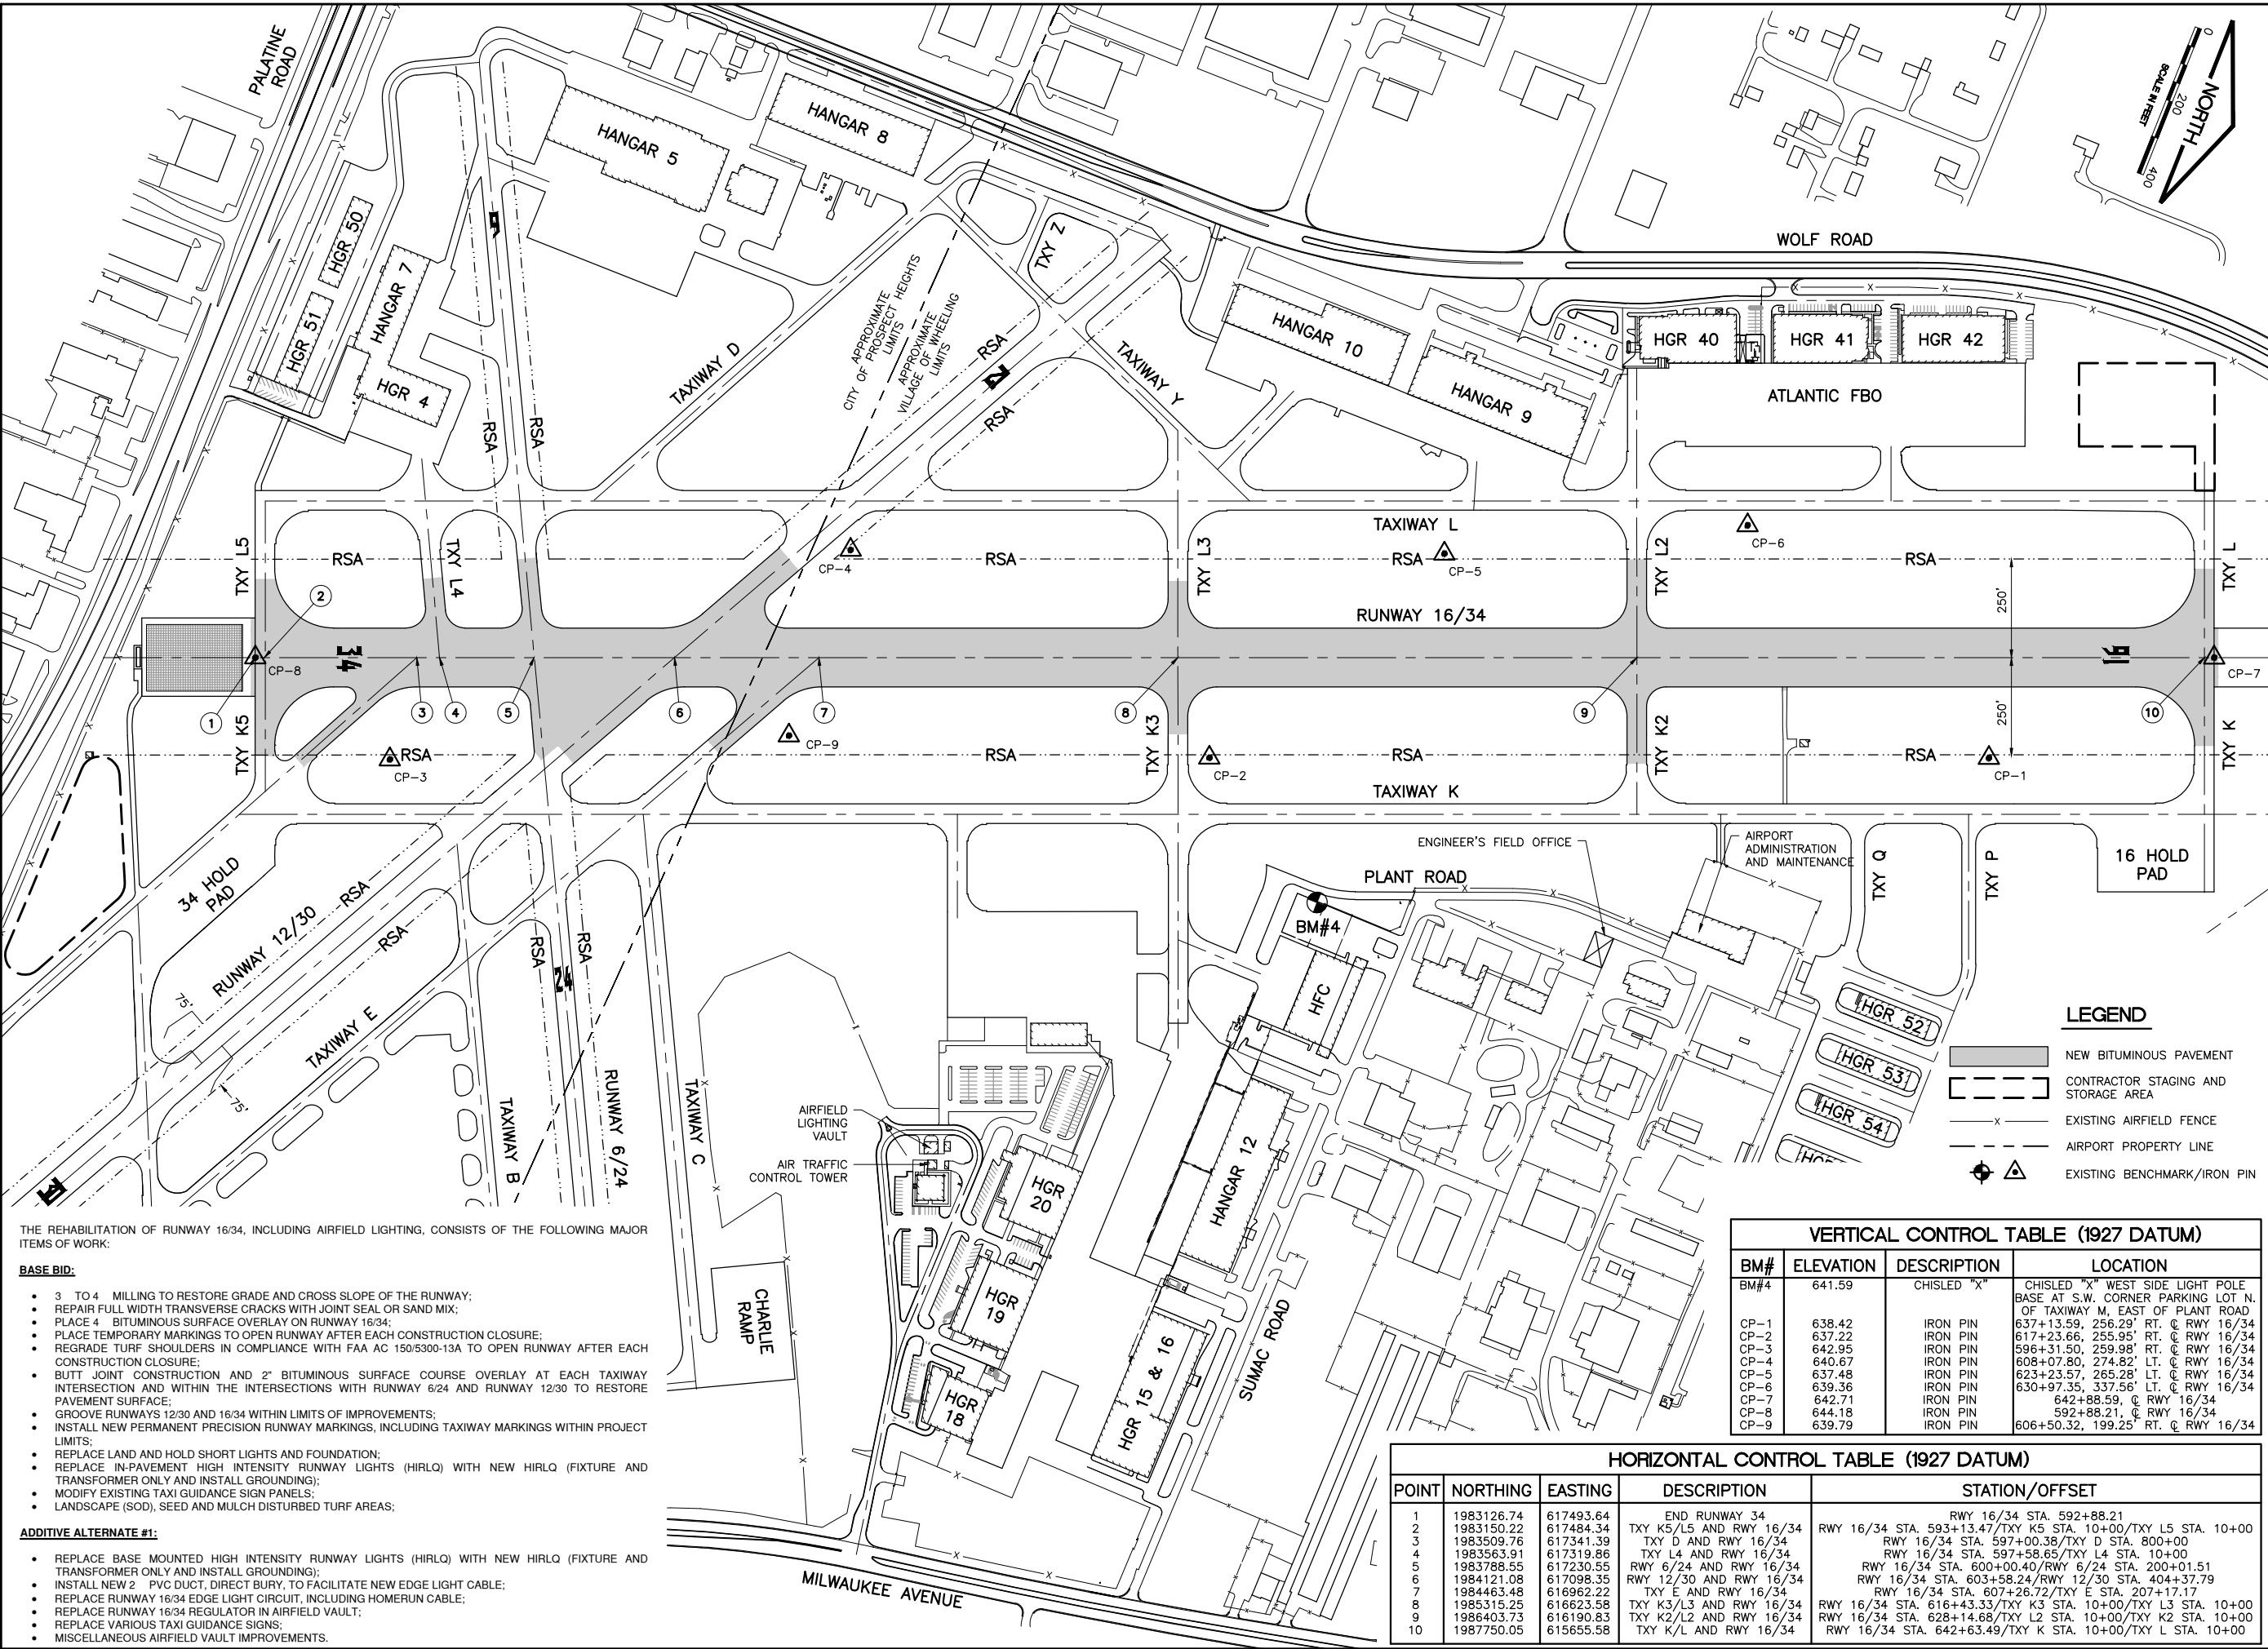 PALATINE
ROAD
HANGAR 5
HANGAR 8
HGR 50
HGR 51
HANGAR 7
HGR 4
6
TAXIWAY D
APPROXIMATE
CITY OF PROSPECT HEIGHTS
LIMITS
APPROXIMATE
VILLAGE OF WHEELING
LIMITS
TXY Z
RSA
12
RSA
TAXIWAY Y
HANGAR 10
HANGAR 9
WOLF ROAD
HGR 40
HGR 41
HGR 42
ATLANTIC FBO
0
200
400
SCALE IN FEET
NORTH
RSA
RSA
TXY L5
RSA
TXY L4
CP-4
RSA
TXY L3
TAXIWAY L
RSA
CP-5
TXY L2
CP-6
RSA
TXY L
250'
RUNWAY 16/34
2
34
CP-8
16
CP-7
1
3
4
5
6
7
8
9
10
TXY K5
RSA
CP-3
CP-9
RSA
TXY K3
CP-2
RSA
TXY K2
RSA
CP-1
250'
TXY K
TAXIWAY K
34 HOLD
PAD
RUNWAY 12/30
RSA
RSA
75'
75'
TAXIWAY E
30
RSA
RSA
24
TAXIWAY B
RUNWAY 6/24
TAXIWAY C
ENGINEER'S FIELD OFFICE
AIRPORT
ADMINISTRATION
AND MAINTENANCE
PLANT ROAD
BM#4
HFC
TXY Q
TXY P
16 HOLD
PAD
HGR 52
HGR 53
HGR 54
AIRFIELD
LIGHTING
VAULT
AIR TRAFFIC
CONTROL TOWER
HGR
20
HGR
19
HGR
18
HANGAR 12
HGR 15 & 16
SUMAC ROAD
CHARLIE
RAMP
MILWAUKEE AVENUE
LEGEND
NEW BITUMINOUS PAVEMENT
CONTRACTOR STAGING AND
STORAGE AREA
EXISTING AIRFIELD FENCE
AIRPORT PROPERTY LINE
EXISTING BENCHMARK/IRON PIN
THE REHABILITATION OF RUNWAY 16/34, INCLUDING AIRFIELD LIGHTING, CONSISTS OF THE FOLLOWING MAJOR
ITEMS OF WORK:
BASE BID:
• 3 TO 4 MILLING TO RESTORE GRADE AND CROSS SLOPE OF THE RUNWAY;
• REPAIR FULL WIDTH TRANSVERSE CRACKS WITH JOINT SEAL OR SAND MIX;
• PLACE 4 BITUMINOUS SURFACE OVERLAY ON RUNWAY 16/34;
• PLACE TEMPORARY MARKINGS TO OPEN RUNWAY AFTER EACH CONSTRUCTION CLOSURE;
• REGRADE TURF SHOULDERS IN COMPLIANCE WITH FAA AC 150/5300-13A TO OPEN RUNWAY AFTER EACH
CONSTRUCTION CLOSURE;
• BUTT JOINT CONSTRUCTION AND 2" BITUMINOUS SURFACE COURSE OVERLAY AT EACH TAXIWAY
INTERSECTION AND WITHIN THE INTERSECTIONS WITH RUNWAY 6/24 AND RUNWAY 12/30 TO RESTORE
PAVEMENT SURFACE;
• GROOVE RUNWAYS 12/30 AND 16/34 WITHIN LIMITS OF IMPROVEMENTS;
• INSTALL NEW PERMANENT PRECISION RUNWAY MARKINGS, INCLUDING TAXIWAY MARKINGS WITHIN PROJECT
LIMITS;
• REPLACE LAND AND HOLD SHORT LIGHTS AND FOUNDATION;
• REPLACE IN-PAVEMENT HIGH INTENSITY RUNWAY LIGHTS (HIRLQ) WITH NEW HIRLQ (FIXTURE AND
TRANSFORMER ONLY AND INSTALL GROUNDING);
• MODIFY EXISTING TAXI GUIDANCE SIGN PANELS;
• LANDSCAPE (SOD), SEED AND MULCH DISTURBED TURF AREAS;
ADDITIVE ALTERNATE #1:
• REPLACE BASE MOUNTED HIGH INTENSITY RUNWAY LIGHTS (HIRLQ) WITH NEW HIRLQ (FIXTURE AND
TRANSFORMER ONLY AND INSTALL GROUNDING);
• INSTALL NEW 2 PVC DUCT, DIRECT BURY, TO FACILITATE NEW EDGE LIGHT CABLE;
• REPLACE RUNWAY 16/34 EDGE LIGHT CIRCUIT, INCLUDING HOMERUN CABLE;
• REPLACE RUNWAY 16/34 REGULATOR IN AIRFIELD VAULT;
• REPLACE VARIOUS TAXI GUIDANCE SIGNS;
• MISCELLANEOUS AIRFIELD VAULT IMPROVEMENTS.
VERTICAL CONTROL TABLE (1927 DATUM)
BM# ELEVATION DESCRIPTION LOCATION
BM#4 641.59 CHISLED "X" CHISLED "X" WEST SIDE LIGHT POLE
BASE AT S.W. CORNER PARKING LOT N.
OF TAXIWAY M, EAST OF PLANT ROAD
CP-1 638.42 IRON PIN 637+13.59, 256.29' RT. ℄ RWY 16/34
CP-2 637.22 IRON PIN 617+23.66, 255.95' RT. ℄ RWY 16/34
CP-3 642.95 IRON PIN 596+31.50, 259.98' RT. ℄ RWY 16/34
CP-4 640.67 IRON PIN 608+07.80, 274.82' LT. ℄ RWY 16/34
CP-5 637.48 IRON PIN 623+23.57, 265.28' LT. ℄ RWY 16/34
CP-6 639.36 IRON PIN 630+97.35, 337.56' LT. ℄ RWY 16/34
CP-7 642.71 IRON PIN 642+88.59, ℄ RWY 16/34
CP-8 644.18 IRON PIN 592+88.21, ℄ RWY 16/34
CP-9 639.79 IRON PIN 606+50.32, 199.25' RT. ℄ RWY 16/34
HORIZONTAL CONTROL TABLE (1927 DATUM)
POINT NORTHING EASTING DESCRIPTION STATION/OFFSET
1 1983126.74 617493.64 END RUNWAY 34 RWY 16/34 STA. 592+88.21
2 1983150.22 617484.34 TXY K5/L5 AND RWY 16/34 RWY 16/34 STA. 593+13.47/TXY K5 STA. 10+00/TXY L5 STA. 10+00
3 1983509.76 617341.39 TXY D AND RWY 16/34 RWY 16/34 STA. 597+00.38/TXY D STA. 800+00
4 1983563.91 617319.86 TXY L4 AND RWY 16/34 RWY 16/34 STA. 597+58.65/TXY L4 STA. 10+00
5 1983788.55 617230.55 RWY 6/24 AND RWY 16/34 RWY 16/34 STA. 600+00.40/RWY 6/24 STA. 200+01.51
6 1984121.08 617098.35 RWY 12/30 AND RWY 16/34 RWY 16/34 STA. 603+58.24/RWY 12/30 STA. 404+37.79
7 1984463.48 616962.22 TXY E AND RWY 16/34 RWY 16/34 STA. 607+26.72/TXY E STA. 207+17.17
8 1985315.25 616623.58 TXY K3/L3 AND RWY 16/34 RWY 16/34 STA. 616+43.33/TXY K3 STA. 10+00/TXY L3 STA. 10+00
9 1986403.73 616190.83 TXY K2/L2 AND RWY 16/34 RWY 16/34 STA. 628+14.68/TXY L2 STA. 10+00/TXY K2 STA. 10+00
10 1987750.05 615655.58 TXY K/L AND RWY 16/34 RWY 16/34 STA. 642+63.49/TXY K STA. 10+00/TXY L STA. 10+00